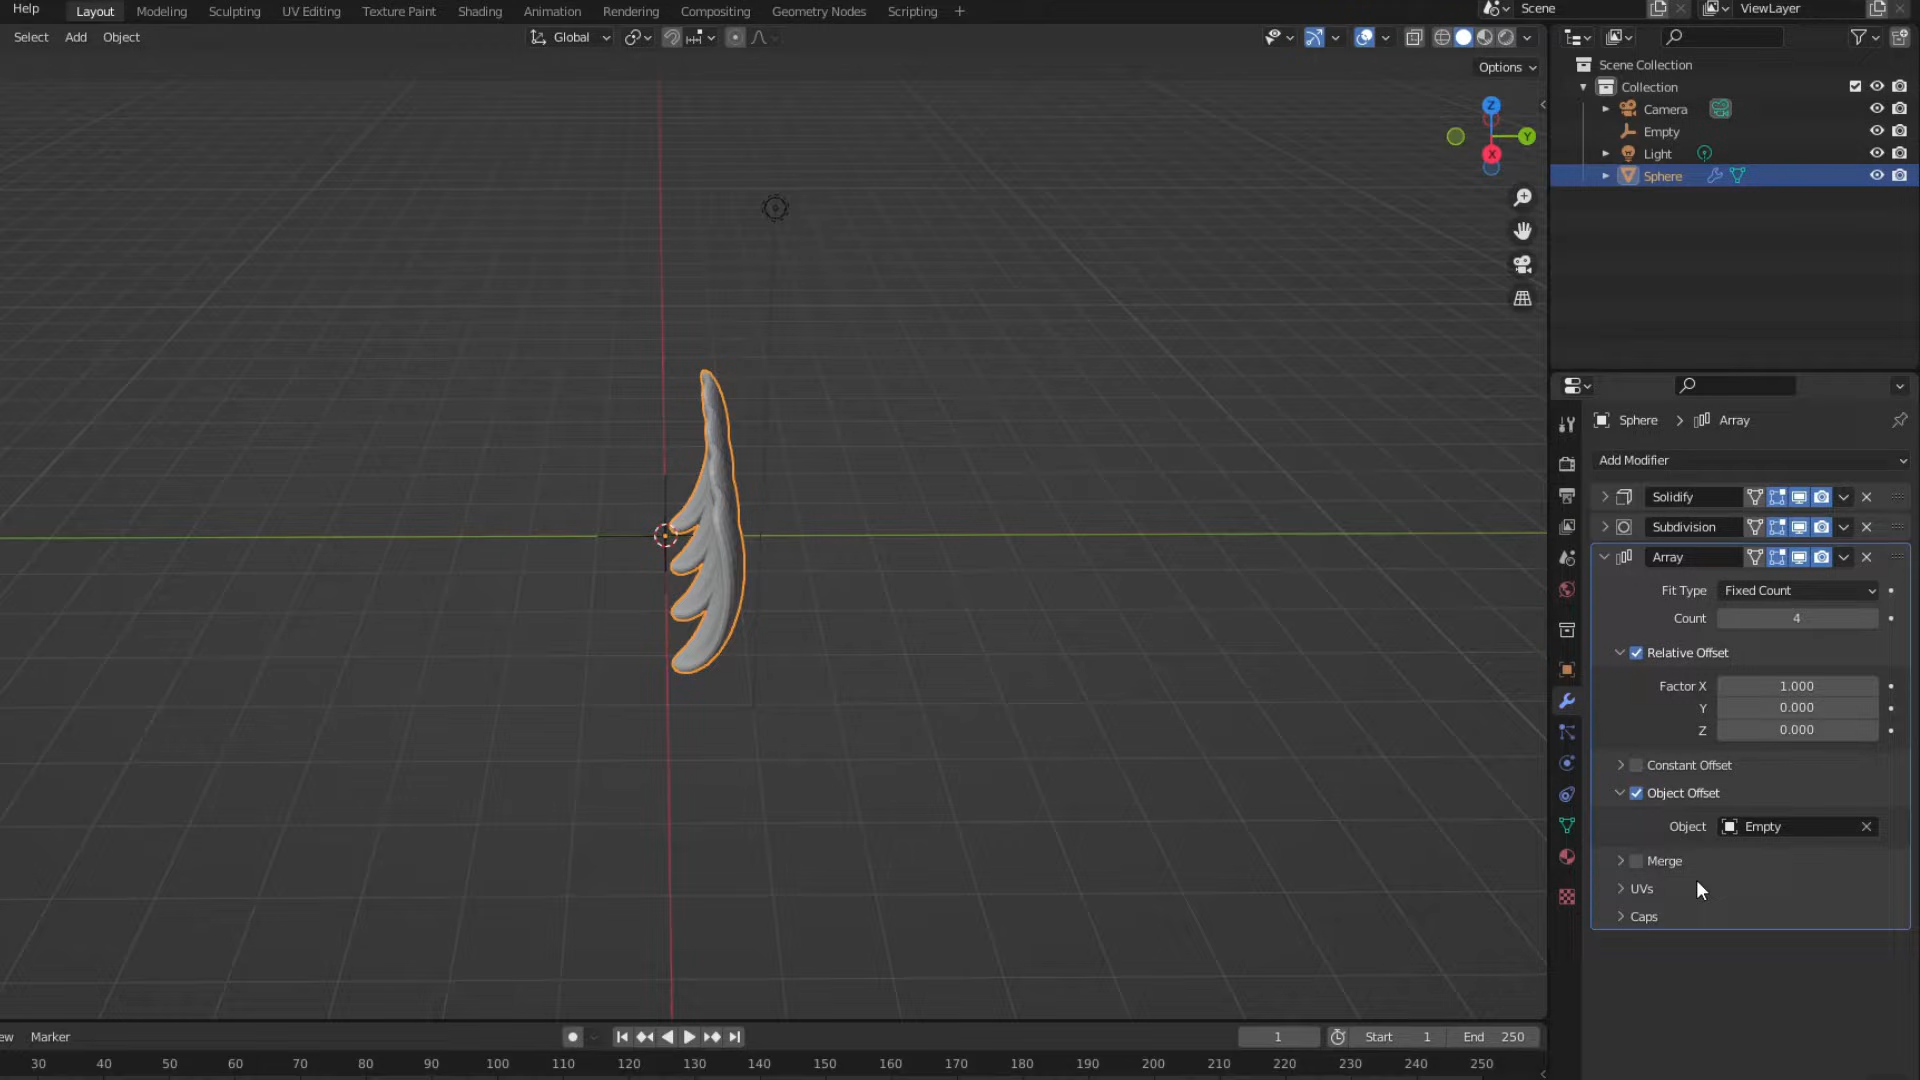 Help
Layout Modeling Sculpting UV Editing Texture Paint Shading Animation Rendering Compositing Geometry Nodes Scripting +
Scene
ViewLayer
Select Add Object
Global
Options
Z
Y
X
Scene Collection
Collection
Camera
Empty
Light
Sphere
Sphere > Array
Add Modifier
Solidify
Subdivision
Array
Fit Type Fixed Count
Count 4
Relative Offset
Factor X 1.000
Y 0.000
Z 0.000
Constant Offset
Object Offset
Object Empty
Merge
UVs
Caps
ew Marker
1
Start 1
End 250
30 40 50 60 70 80 90 100 110 120 130 140 150 160 170 180 190 200 210 220 230 240 250